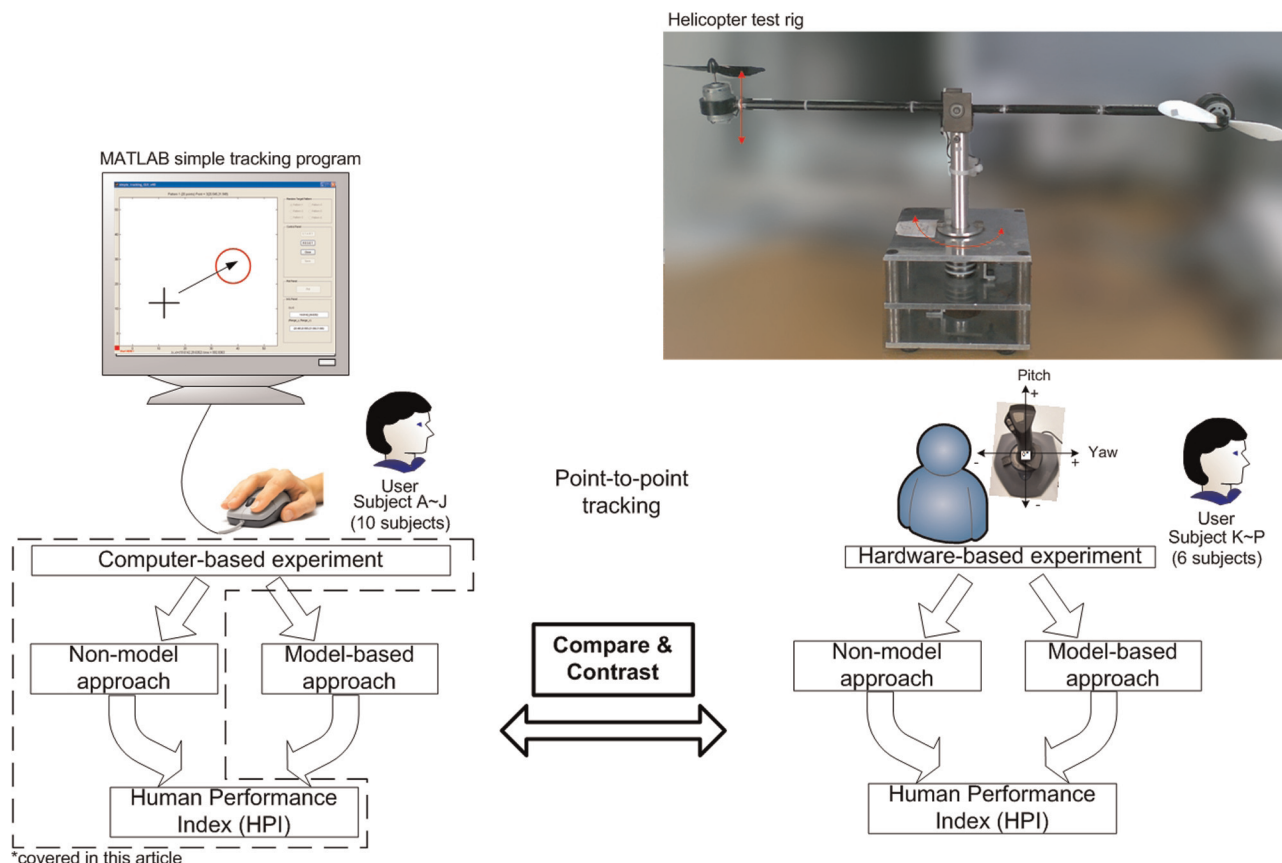 Helicopter test rig
MATLAB simple tracking program
Pitch
+
-
+
Yaw
-
User
Subject A~J
(10 subjects)
Point-to-point
tracking
User
Subject K~P
(6 subjects)
Computer-based experiment
Hardware-based experiment
Non-model
approach
Model-based
approach
Compare &
Contrast
Non-model
approach
Model-based
approach
Human Performance
Index (HPI)
Human Performance
Index (HPI)
*covered in this article